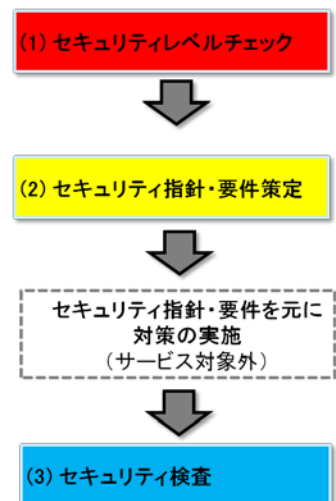 (1) セキュリティレベルチェック
(2) セキュリティ指針・要件策定
セキュリティ指針・要件を元に
対策の実施
(サービス対象外)
(3) セキュリティ検査